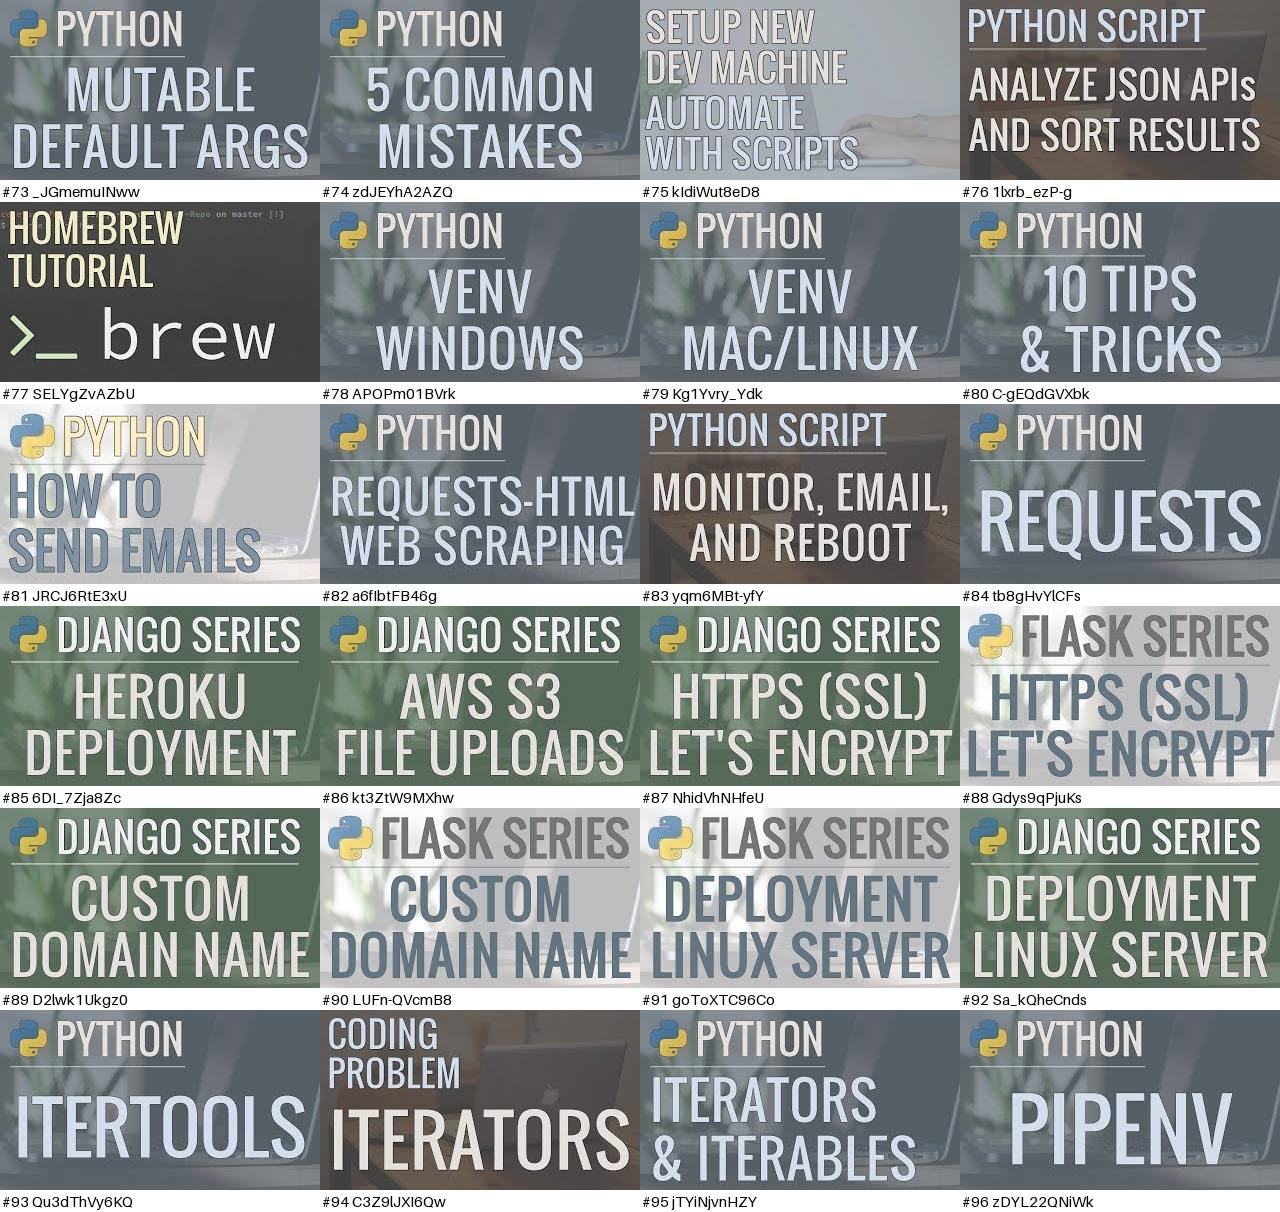 PYTHON
MUTABLE
DEFAULT ARGS
#73 _JGmemuINww
PYTHON
5 COMMON
MISTAKES
#74 zdJEYhA2AZQ
SETUP NEW
DEV MACHINE
AUTOMATE
WITH SCRIPTS
#75 kIdiWut8eD8
PYTHON SCRIPT
ANALYZE JSON APIs
AND SORT RESULTS
#76 1lxrb_ezP-g
-Repo on master [!]
$
HOMEBREW
TUTORIAL
>_ brew
#77 SELYgZvAZbU
PYTHON
VENV
WINDOWS
#78 APOPm01BVrk
PYTHON
VENV
MAC/LINUX
#79 Kg1Yvry_Ydk
PYTHON
10 TIPS
& TRICKS
#80 C-gEQdGVXbk
PYTHON
HOW TO
SEND EMAILS
#81 JRCJ6RtE3xU
PYTHON
REQUESTS-HTML
WEB SCRAPING
#82 a6fIbtFB46g
PYTHON SCRIPT
MONITOR, EMAIL,
AND REBOOT
#83 yqm6MBt-yfY
PYTHON
REQUESTS
#84 tb8gHvYlCFs
DJANGO SERIES
HEROKU
DEPLOYMENT
#85 6DI_7Zja8Zc
DJANGO SERIES
AWS S3
FILE UPLOADS
#86 kt3ZtW9MXhw
DJANGO SERIES
HTTPS (SSL)
LET'S ENCRYPT
#87 NhidVhNHfeU
FLASK SERIES
HTTPS (SSL)
LET'S ENCRYPT
#88 Gdys9qPjuKs
DJANGO SERIES
CUSTOM
DOMAIN NAME
#89 D2lwk1Ukgz0
FLASK SERIES
CUSTOM
DOMAIN NAME
#90 LUFn-QVcmB8
FLASK SERIES
DEPLOYMENT
LINUX SERVER
#91 goToXTC96Co
DJANGO SERIES
DEPLOYMENT
LINUX SERVER
#92 Sa_kQheCnds
PYTHON
ITERTOOLS
#93 Qu3dThVy6KQ
CODING
PROBLEM
ITERATORS
#94 C3Z9lJXI6Qw
PYTHON
ITERATORS
& ITERABLES
#95 jTYiNjvnHZY
PYTHON
PIPENV
#96 zDYL22QNiWk